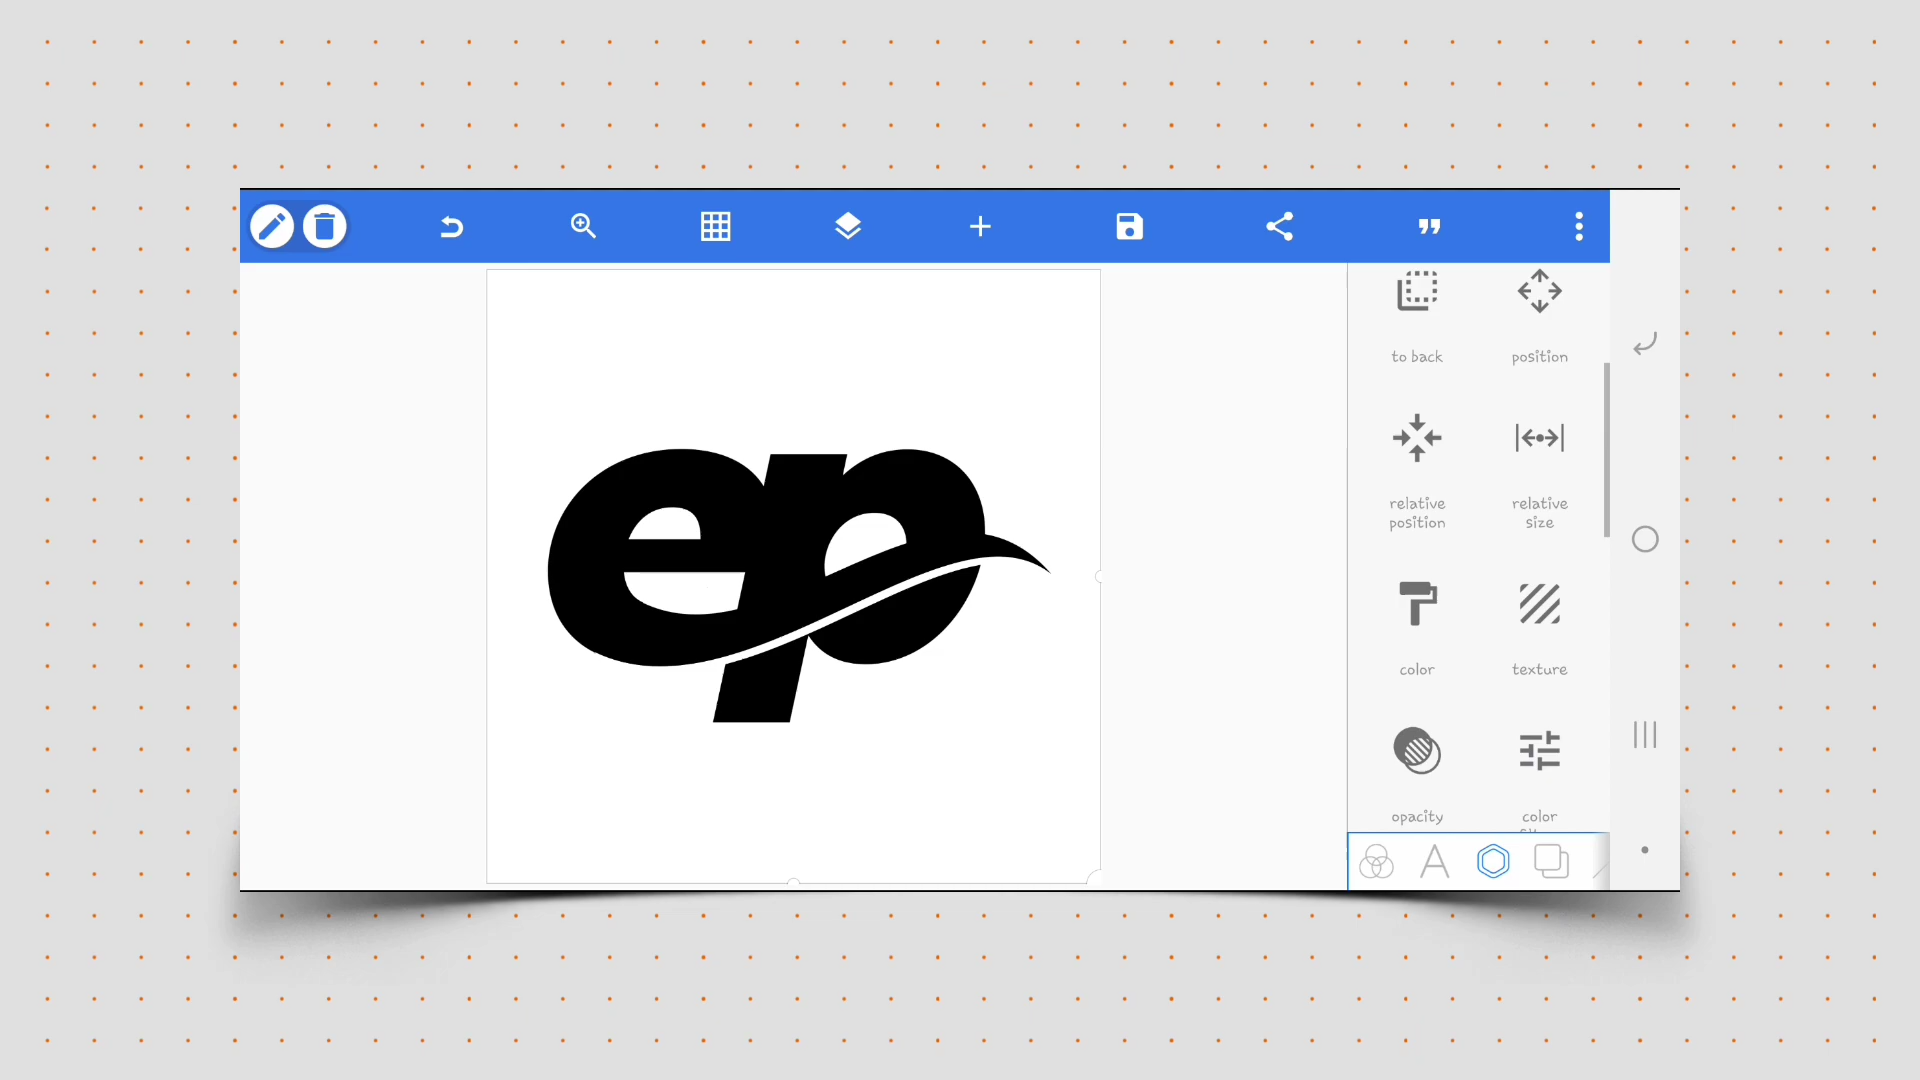 to back
position
relative
position
relative
size
color
texture
opacity
color
ep